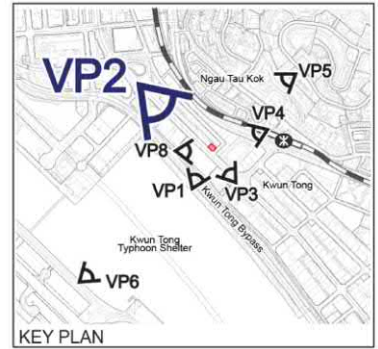 VP2
Ngau Tau Kok
VP5
VP4
VP8
VP1
VP3
Kwun Tong
Kwun Tong Bypass
Kwun Tong
Typhoon Shelter
VP6
KEY PLAN